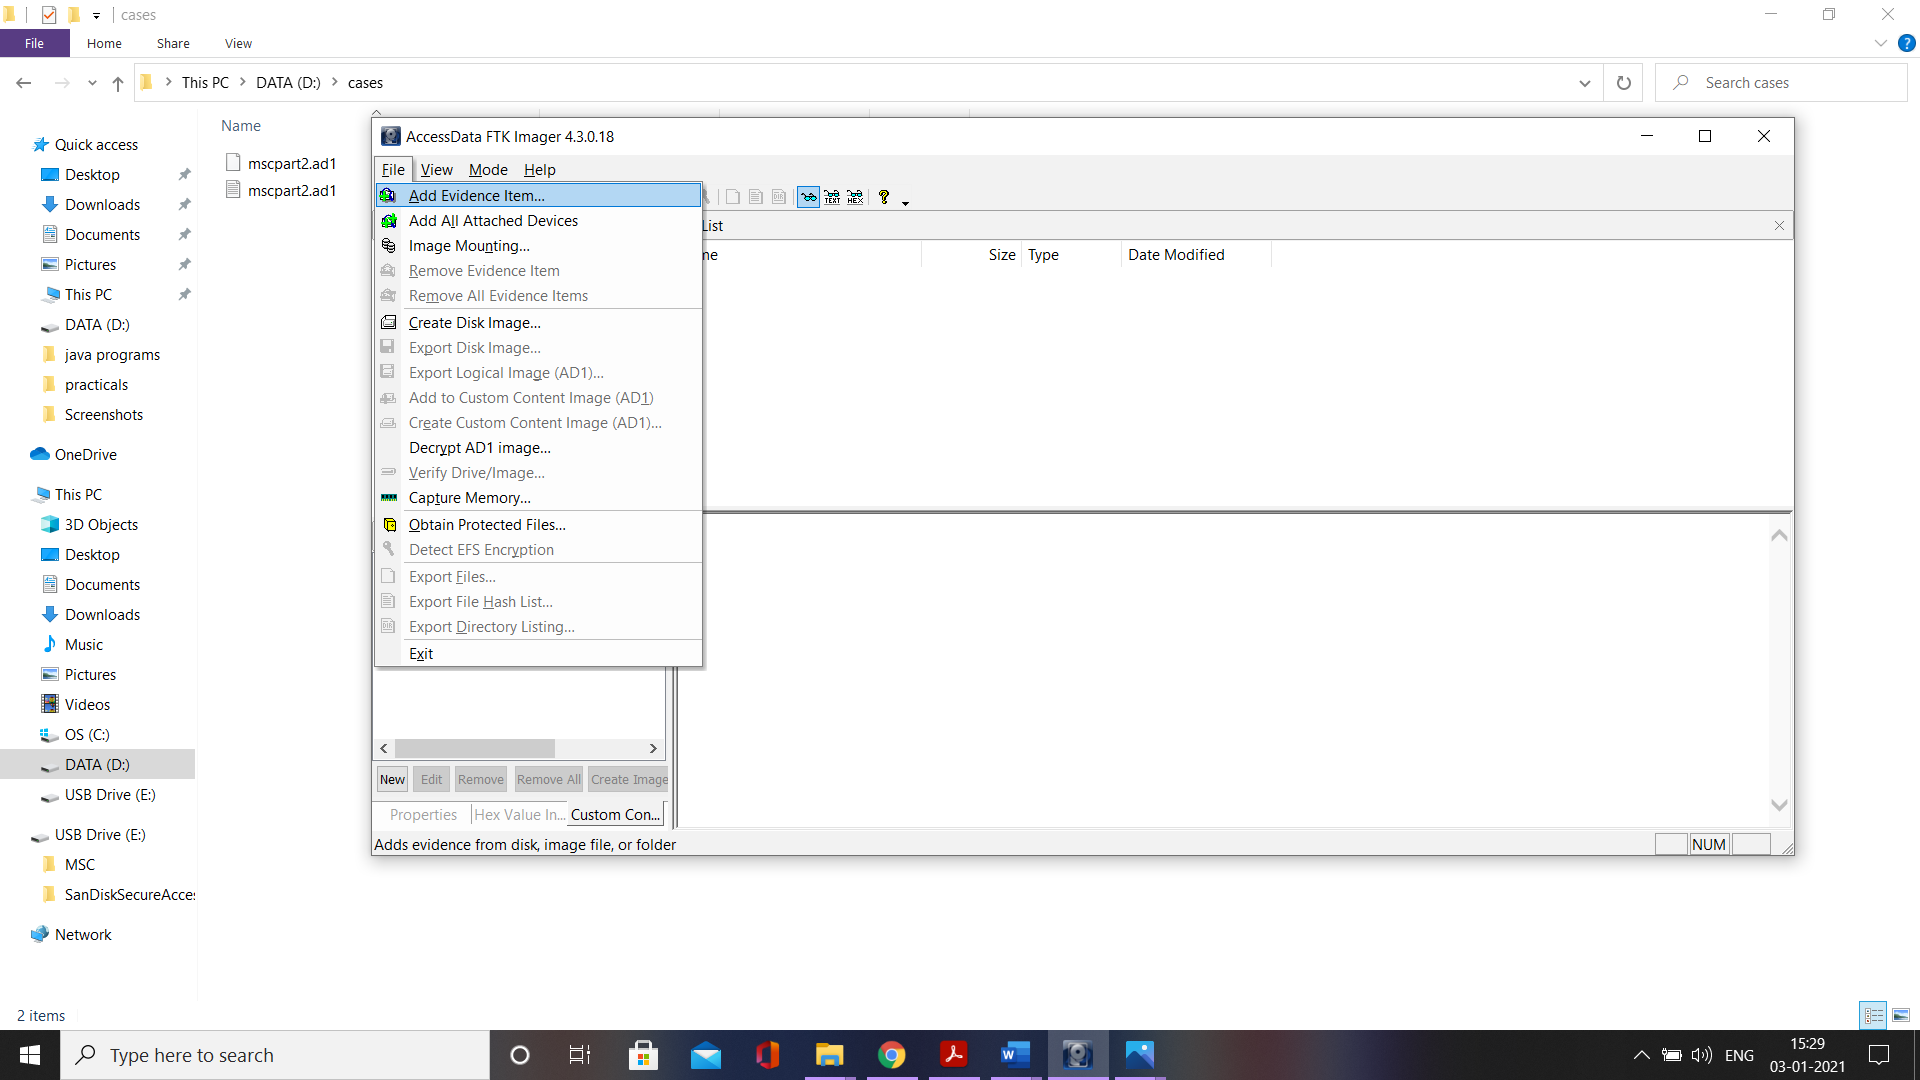 cases
File
Home
Share
View
This PC
DATA (D:)
cases
Search cases
Name
Quick access
Desktop
Downloads
Documents
Pictures
This PC
DATA (D:)
java programs
practicals
Screenshots
OneDrive
This PC
3D Objects
Desktop
Documents
Downloads
Music
Pictures
Videos
OS (C:)
DATA (D:)
USB Drive (E:)
USB Drive (E:)
MSC
SanDiskSecureAcces
Network
mscpart2.ad1
mscpart2.ad1
2 items
AccessData FTK Imager 4.3.0.18
File
View
Mode
Help
TEXT
HEX
List
ne
Size
Type
Date Modified
Add Evidence Item...
Add All Attached Devices
Image Mounting...
Remove Evidence Item
Remove All Evidence Items
Create Disk Image...
Export Disk Image...
Export Logical Image (AD1)...
Add to Custom Content Image (AD1)
Create Custom Content Image (AD1)...
Decrypt AD1 image...
Verify Drive/Image...
Capture Memory...
Obtain Protected Files...
Detect EFS Encryption
Export Files...
Export File Hash List...
Export Directory Listing...
Exit
New
Edit
Remove
Remove All
Create Image
Properties
Hex Value In...
Custom Con...
Adds evidence from disk, image file, or folder
NUM
Type here to search
ENG
15:29
03-01-2021